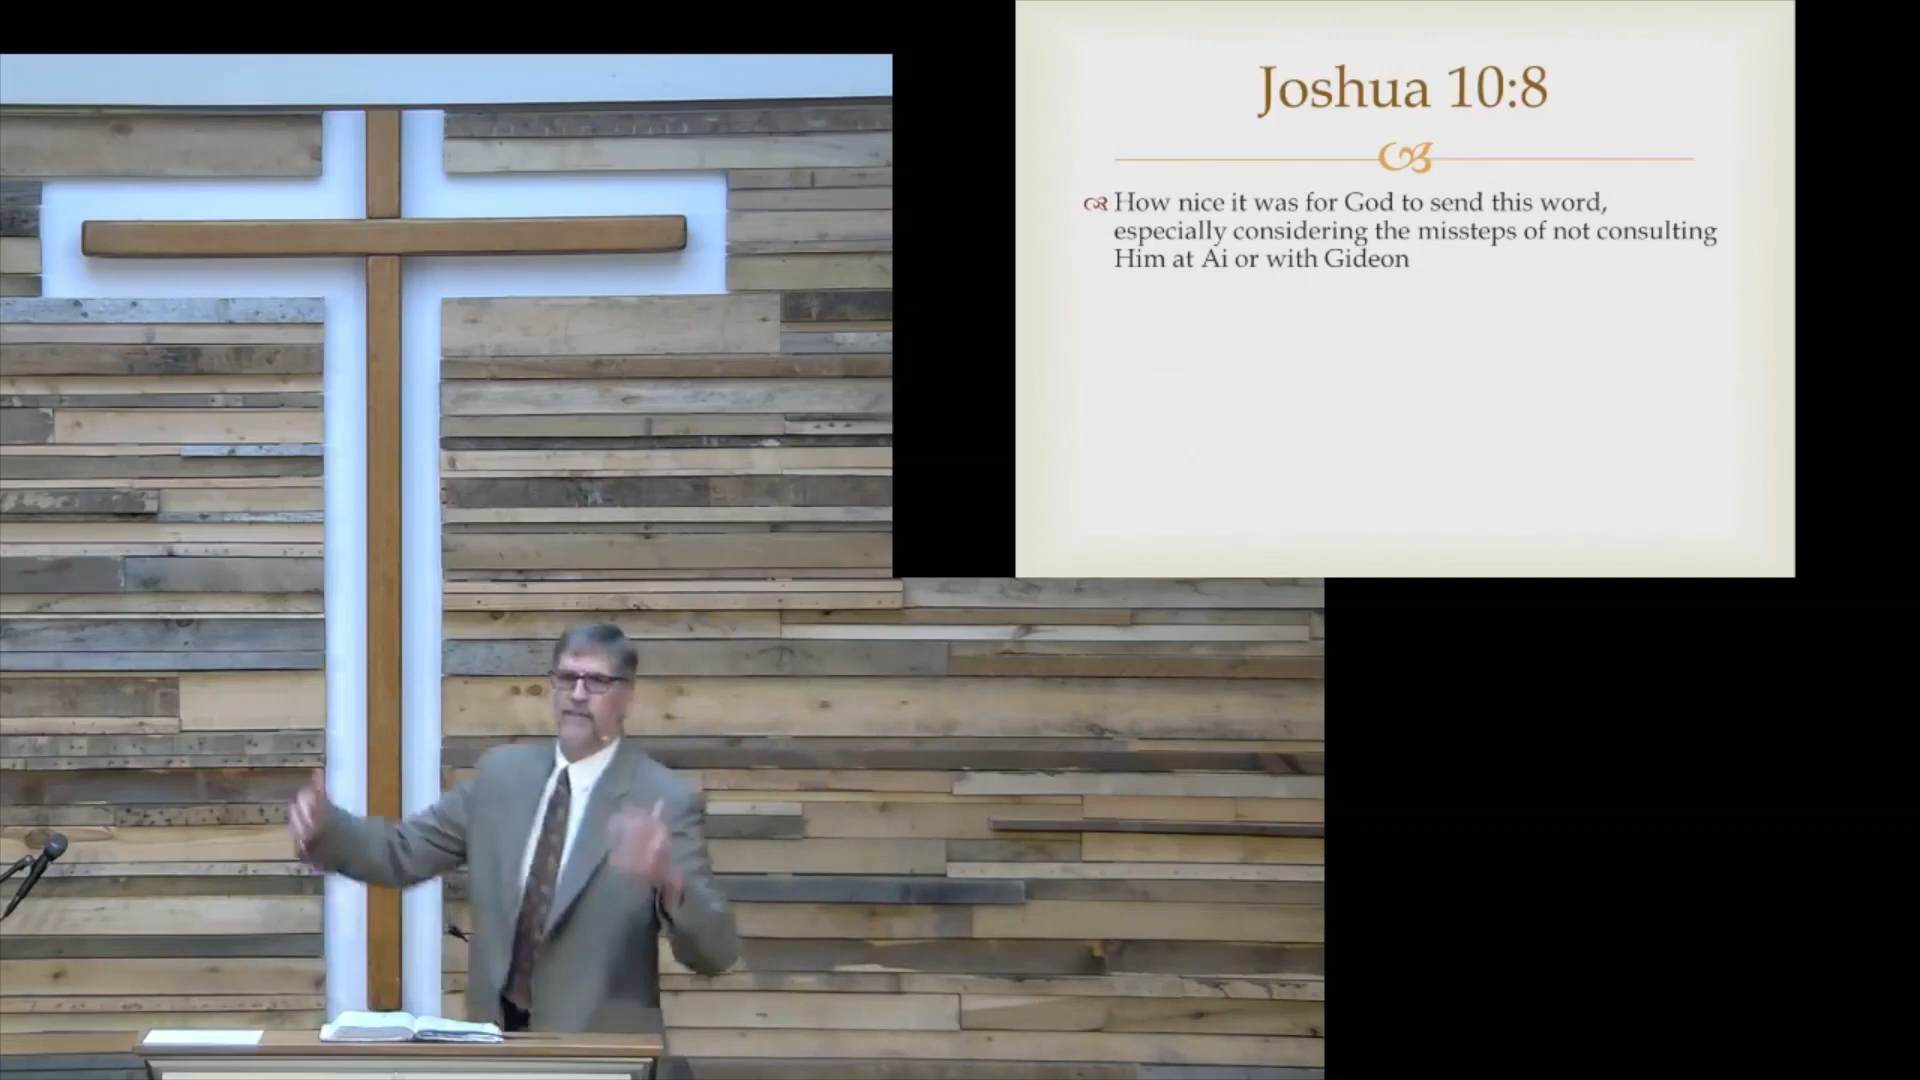 Joshua 10:8
How nice it was for God to send this word,
especially considering the missteps of not consulting
Him at Ai or with Gideon